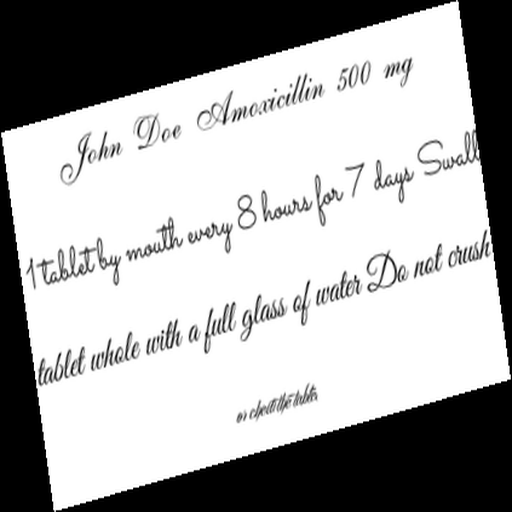 John Doe Amoxicillin 500 mg
1 tablet by mouth every 8 hours for 7 days Swall
tablet whole with a full glass of water Do not crush
or chew the tablets